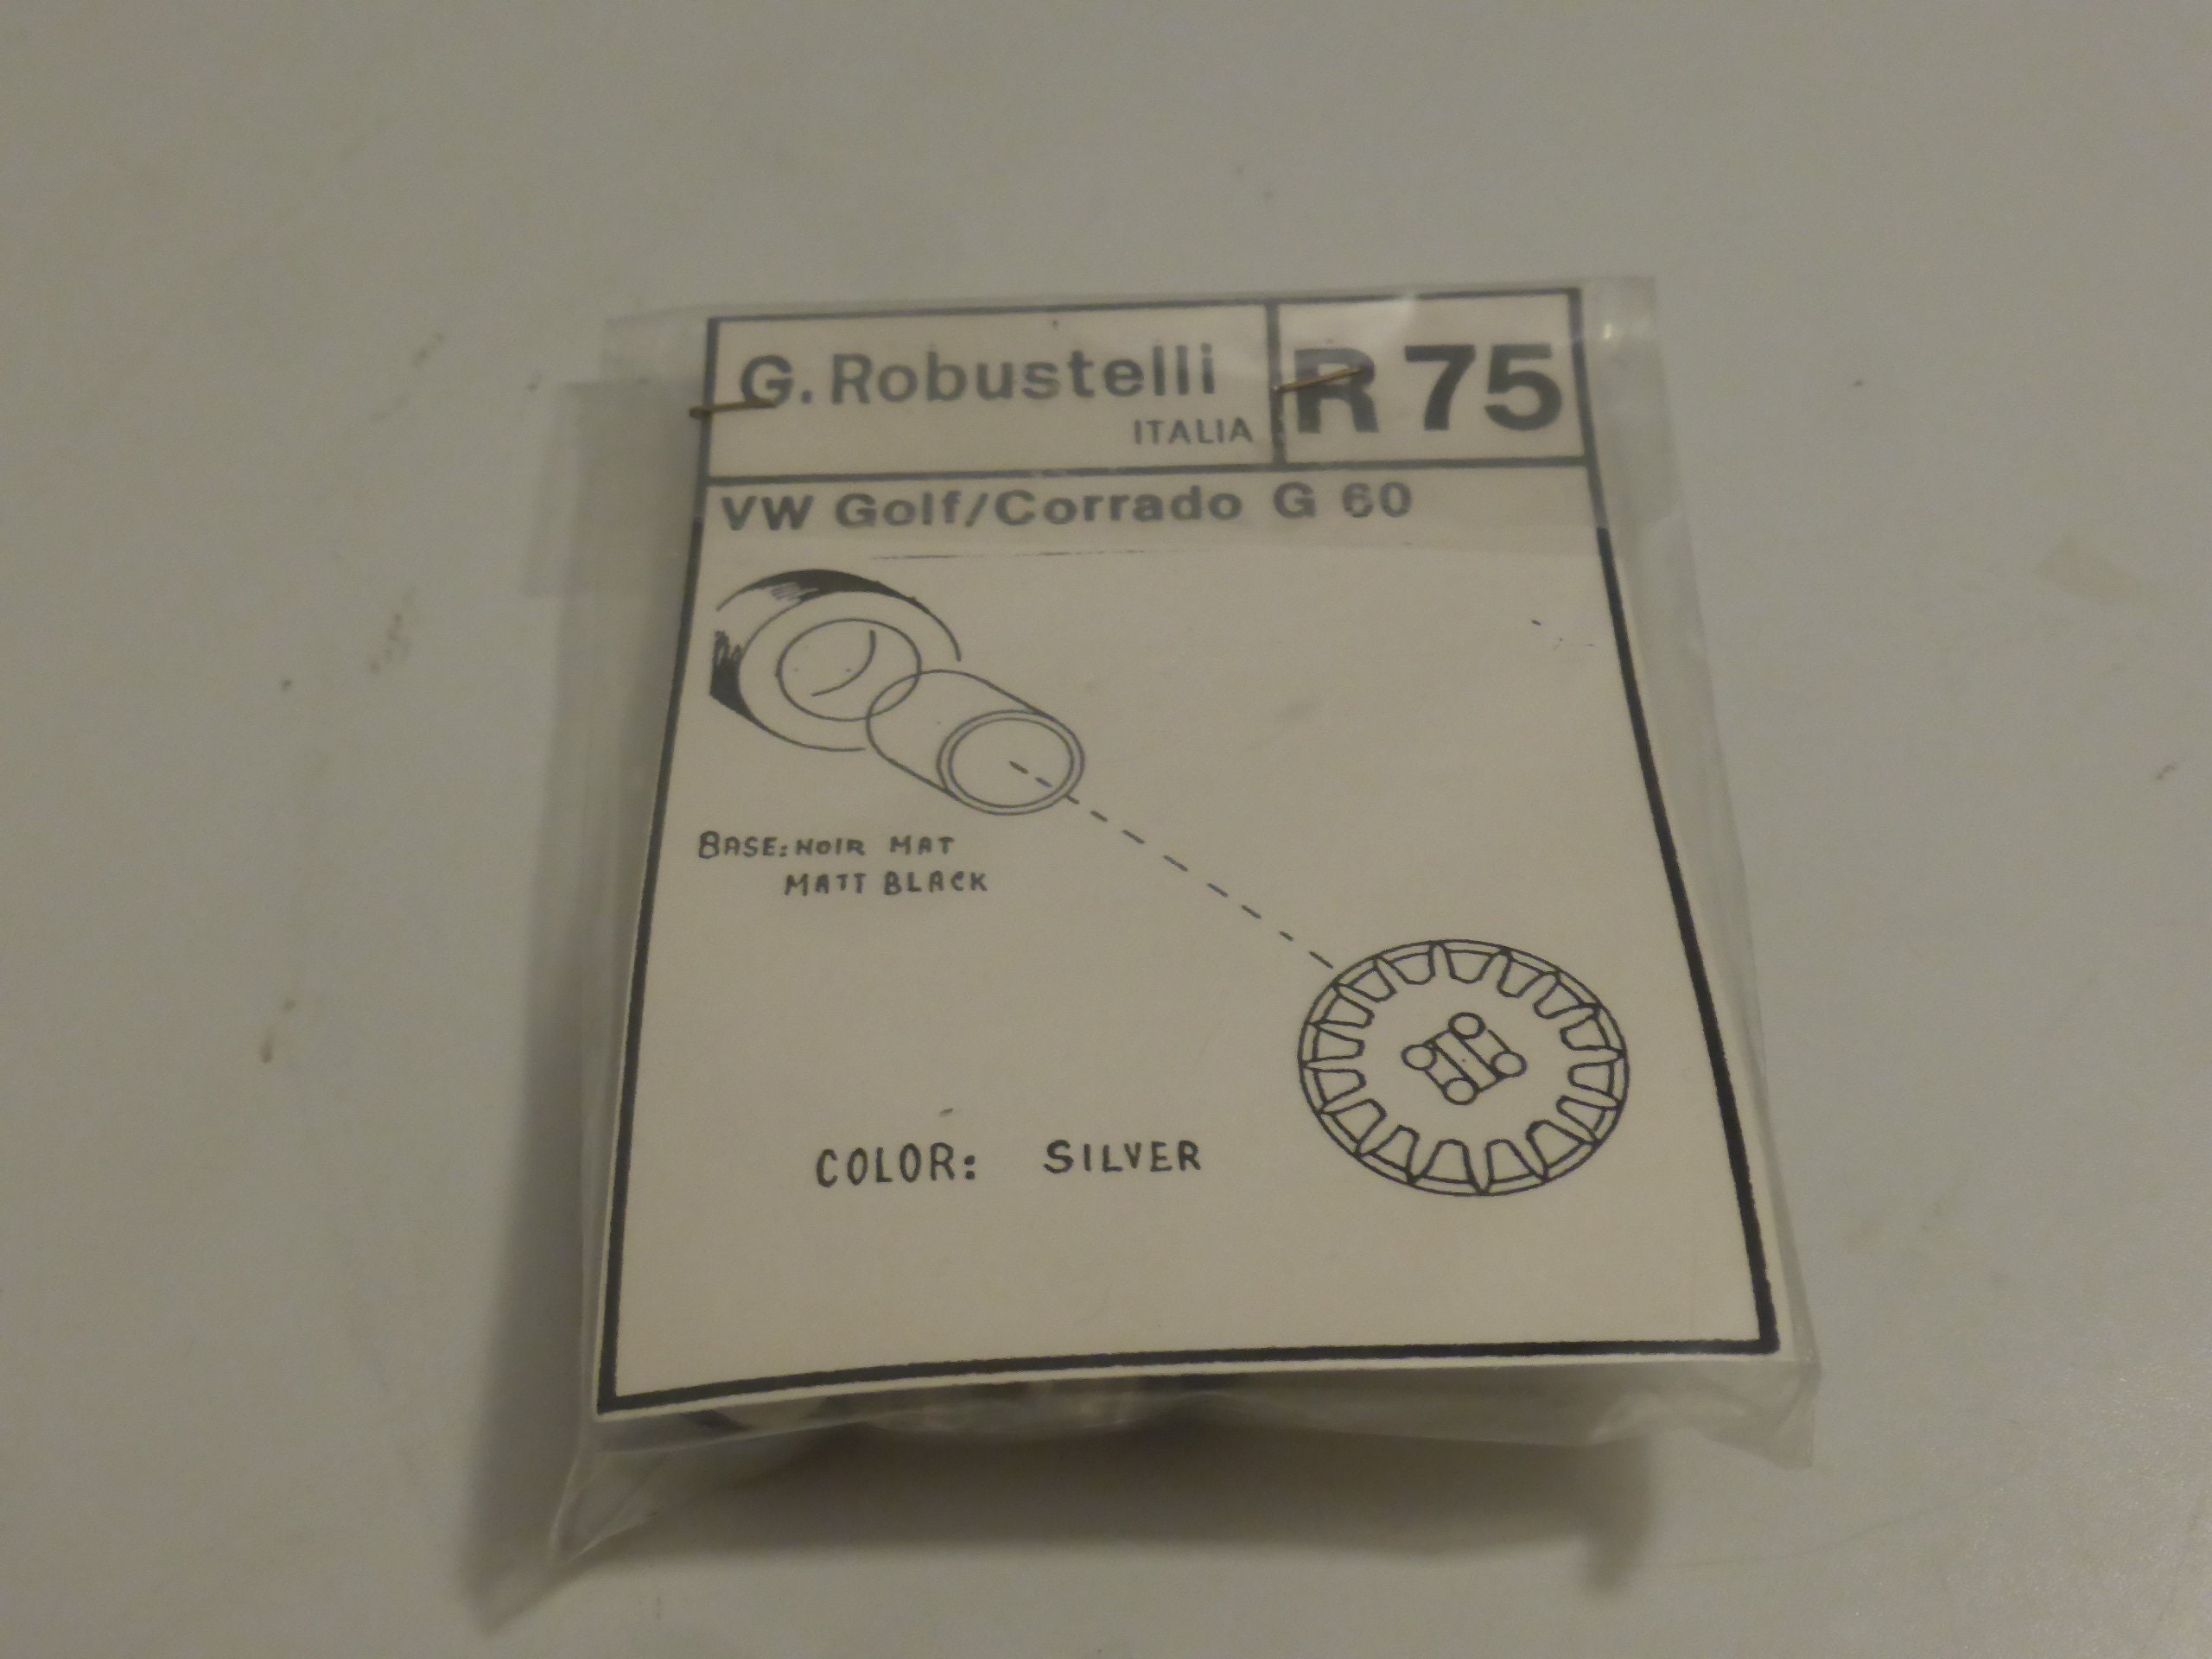 G. Robustelli
ITALIA
R 75
VW Golf/Corrado G 60
BASE: NOIR MAT
MATT BLACK
COLOR: SILVER